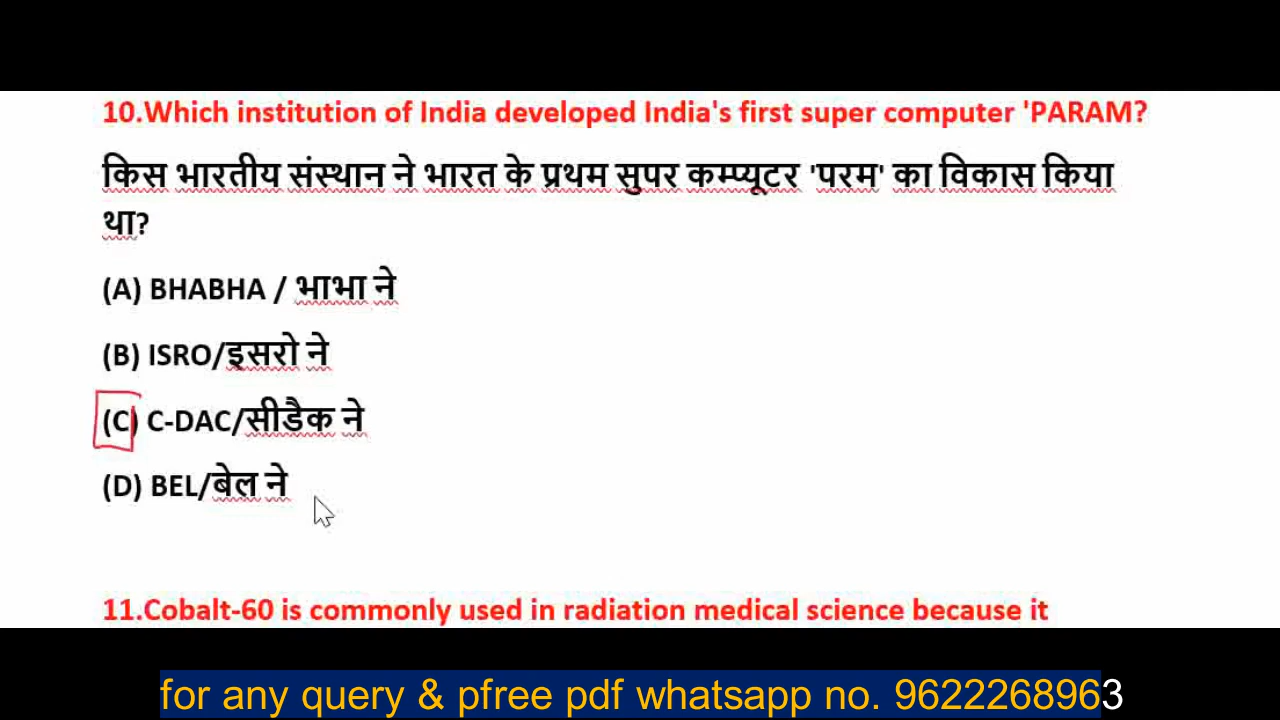 10.Which institution of India developed India's first super computer 'PARAM?
किस भारतीय संस्थान ने भारत के प्रथम सुपर कम्प्यूटर 'परम' का विकास किया
था?
(A) BHABHA / भाभा ने
(B) ISRO/इसरो ने
(C) C-DAC/सीडैक ने
(D) BEL/बेल ने
11.Cobalt-60 is commonly used in radiation medical science because it
for any query & pfree pdf whatsapp no. 9622268963